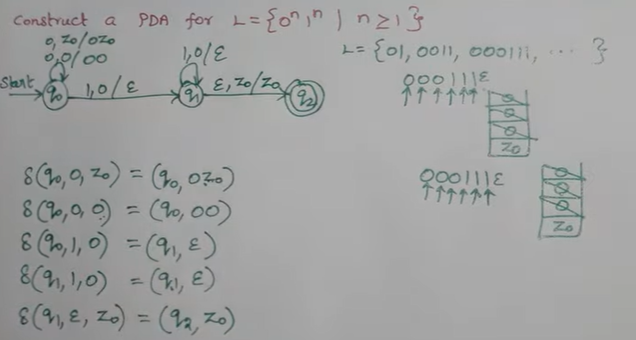 Construct a PDA for L={0ⁿ1ⁿ | n≥1}
0, Z0/0Z0
0,0/00
1,0/ε
L={01, 0011, 000111, ... }
Start
q0
1,0/ε
q1
ε, Z0/Z0
q2
000111ε
0
0
0
Z0
δ(q0,0,Z0) = (q0,0Z0)
δ(q0,0,0) = (q0,00)
δ(q0,1,0) = (q1,ε)
δ(q1,1,0) = (q1,ε)
δ(q1,ε,Z0) = (q2,Z0)
000111ε
0
0
0
Z0